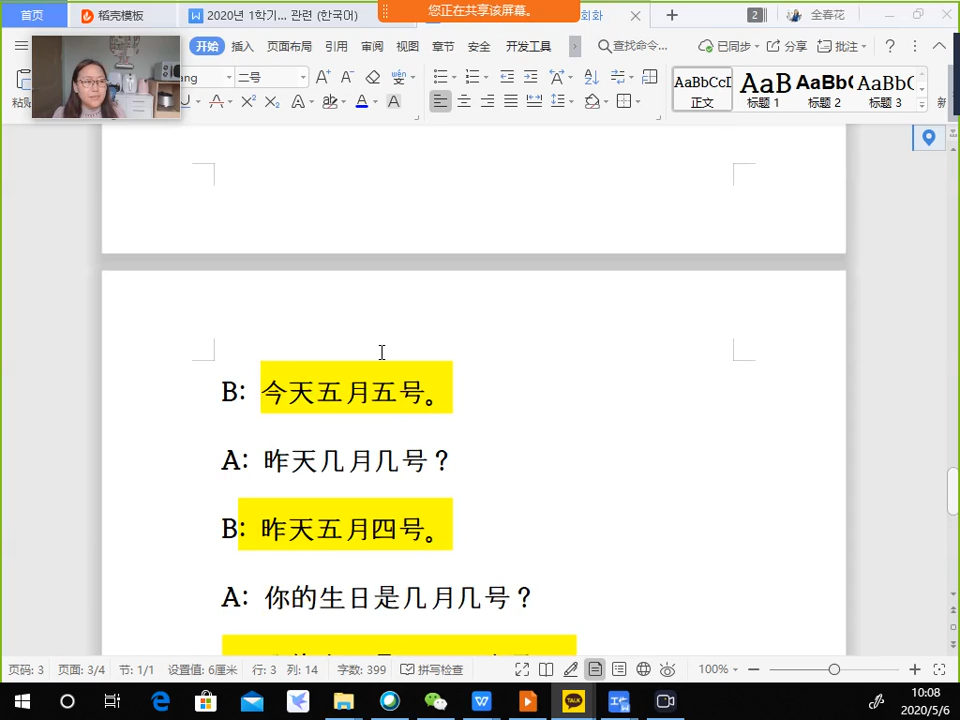 首页 稻壳模板 2020年 1학기... 관련 (한국어) 您正在共享该屏幕。 회화 2 全春花
开始 插入 页面布局 引用 审阅 视图 章节 安全 开发工具 查找命令... 已同步 分享 批注
ang 二号
AaBbCcD AaB AaBb( AaBbC
正文 标题 1 标题 2 标题 3 新
B: 今天五月五号。
A: 昨天几月几号？
B: 昨天五月四号。
A: 你的生日是几月几号？
页码: 3 页面: 3/4 节: 1/1 设置值: 6厘米 行: 3 列: 14 字数: 399 拼写检查 100%
TALK
10:08
2020/5/6